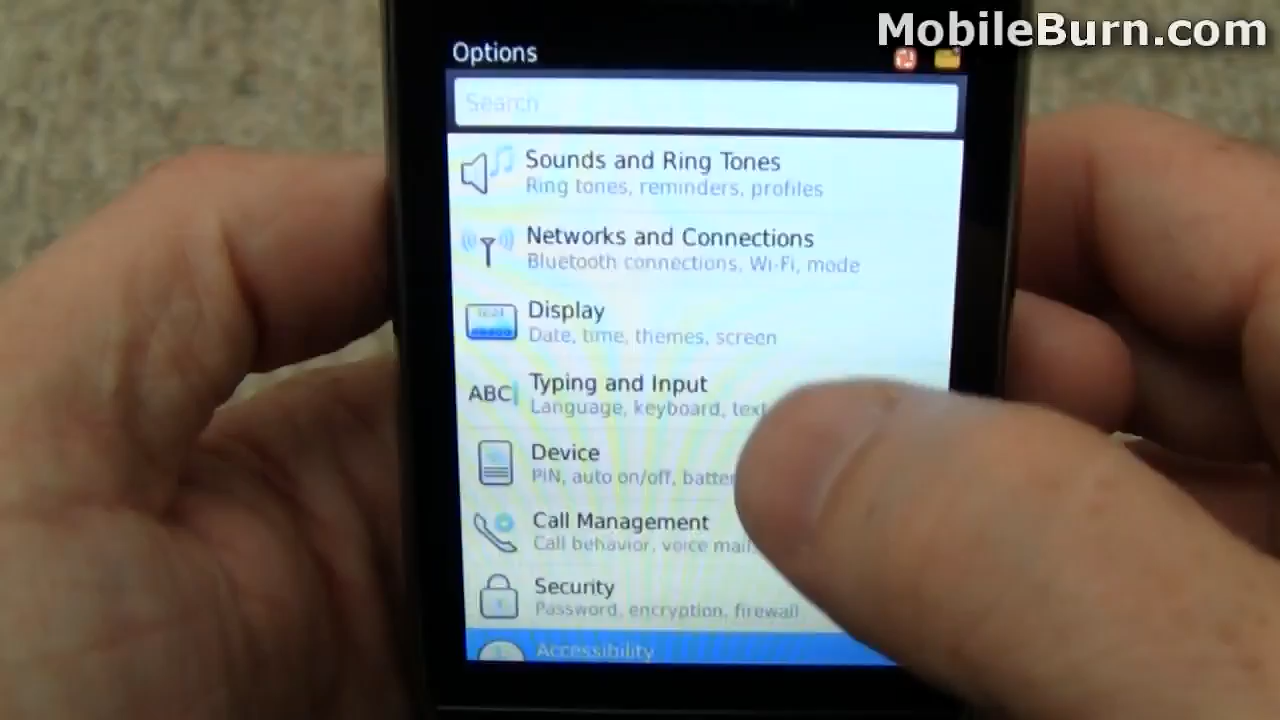 MobileBurn.com
Options
Search
Sounds and Ring Tones
Ring tones, reminders, profiles
Networks and Connections
Bluetooth connections, Wi-Fi, mode
Display
Date, time, themes, screen
ABC
Typing and Input
Language, keyboard, text
Device
PIN, auto on/off,
Call Management
Call behavior, voice mail,
Security
Password, encryption, firewall
Accessibility